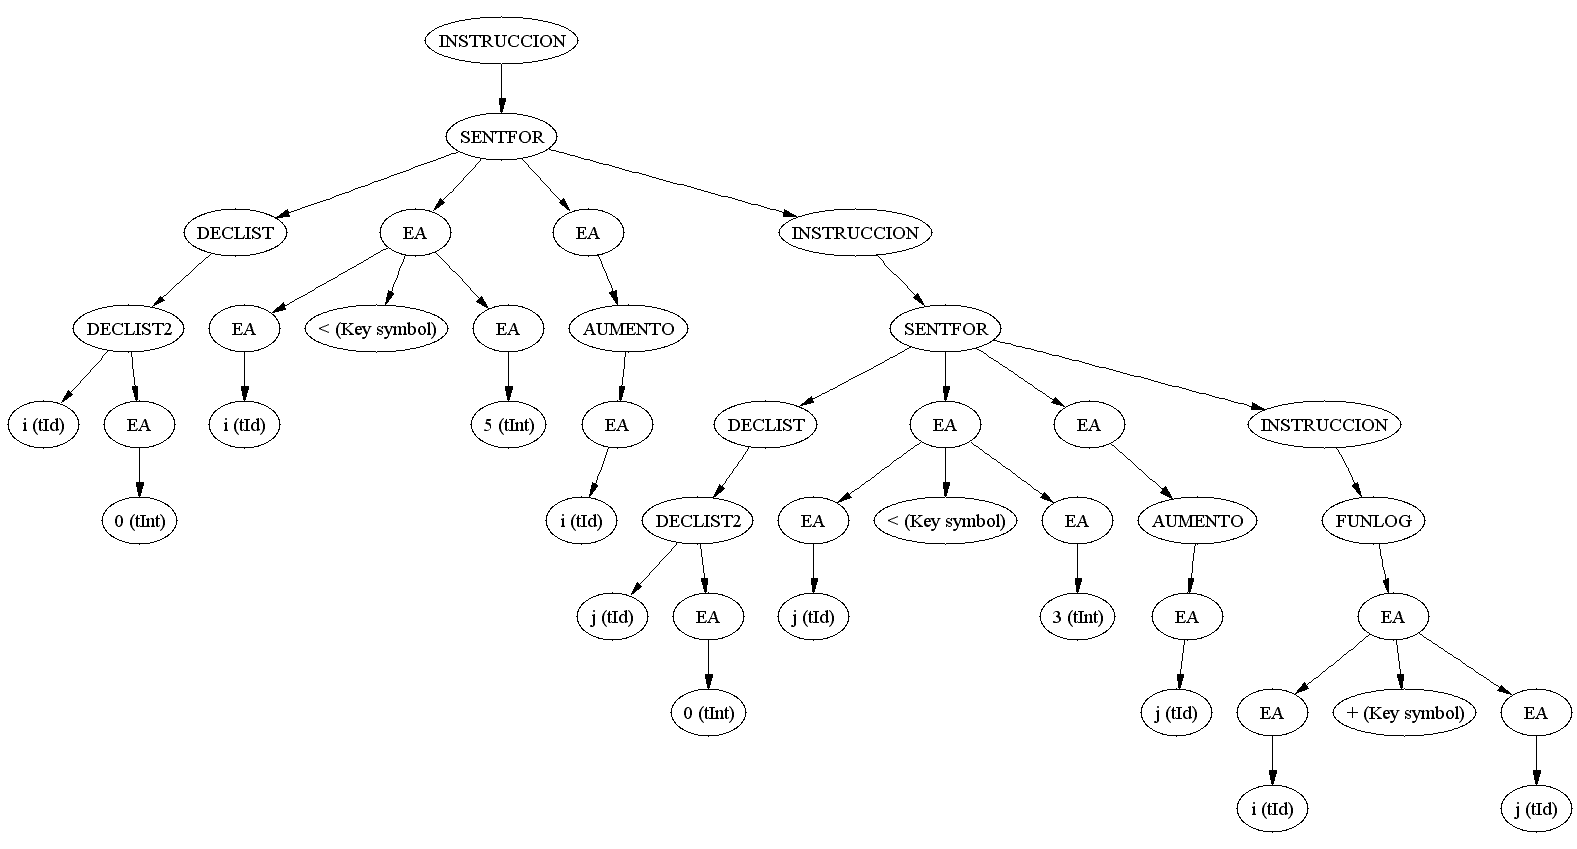 INSTRUCCION
SENTFOR
DECLIST
EA
EA
INSTRUCCION
DECLIST2
EA
< (Key symbol)
EA
AUMENTO
SENTFOR
i (tId)
EA
i (tId)
5 (tInt)
EA
DECLIST
EA
EA
INSTRUCCION
0 (tInt)
i (tId)
DECLIST2
EA
< (Key symbol)
EA
AUMENTO
FUNLOG
j (tId)
EA
j (tId)
3 (tInt)
EA
EA
0 (tInt)
j (tId)
EA
+ (Key symbol)
EA
i (tId)
j (tId)